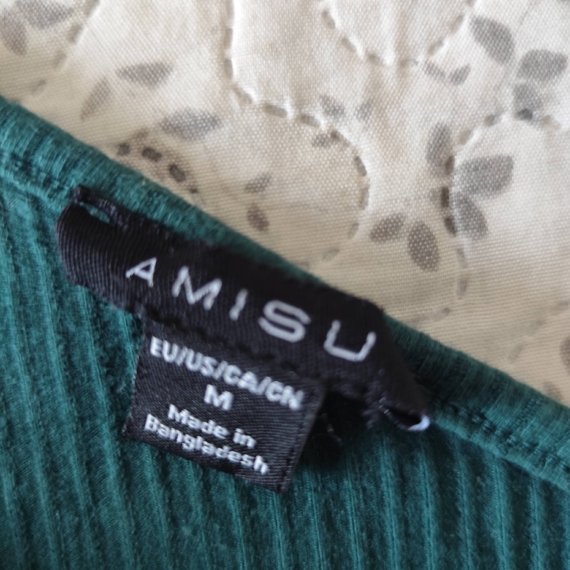 AMISU
EU/US/CA/CN
M
Made in
Bangladesh